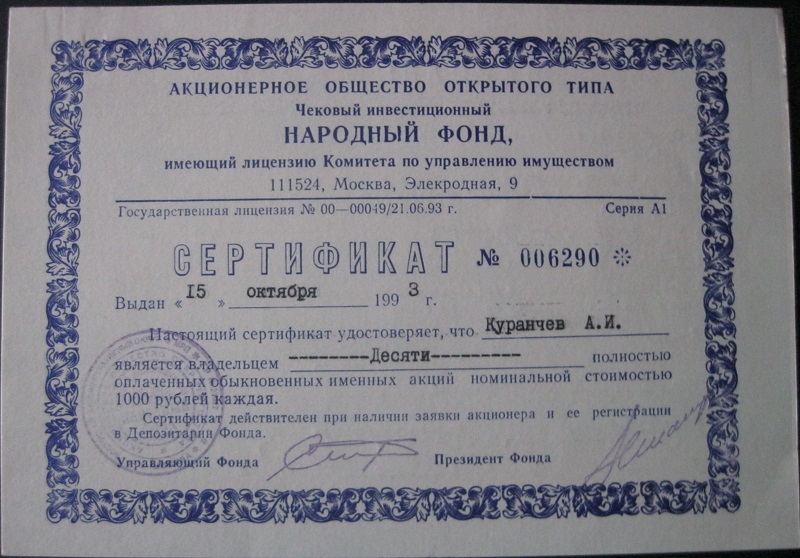 АКЦИОНЕРНОЕ ОБЩЕСТВО ОТКРЫТОГО ТИПА
Чековый инвестиционный
НАРОДНЫЙ ФОНД,
имеющий лицензию Комитета по управлению имуществом
111524, Москва, Элекродная, 9
Государственная лицензия № 00—00049/21.06.93 г. Серия А1
СЕРТИФИКАТ № 006290 *
Выдан « 15 » октября 1993 г.
Настоящий сертификат удостоверяет, что Куранчев А.И.
является владельцем --------Десяти--------- полностью
оплаченных обыкновенных именных акций номинальной стоимостью
1000 рублей каждая.
Сертификат действителен при наличии заявки акционера и ее регистрации
в Депозитарии Фонда.
Управляющий Фонда Президент Фонда